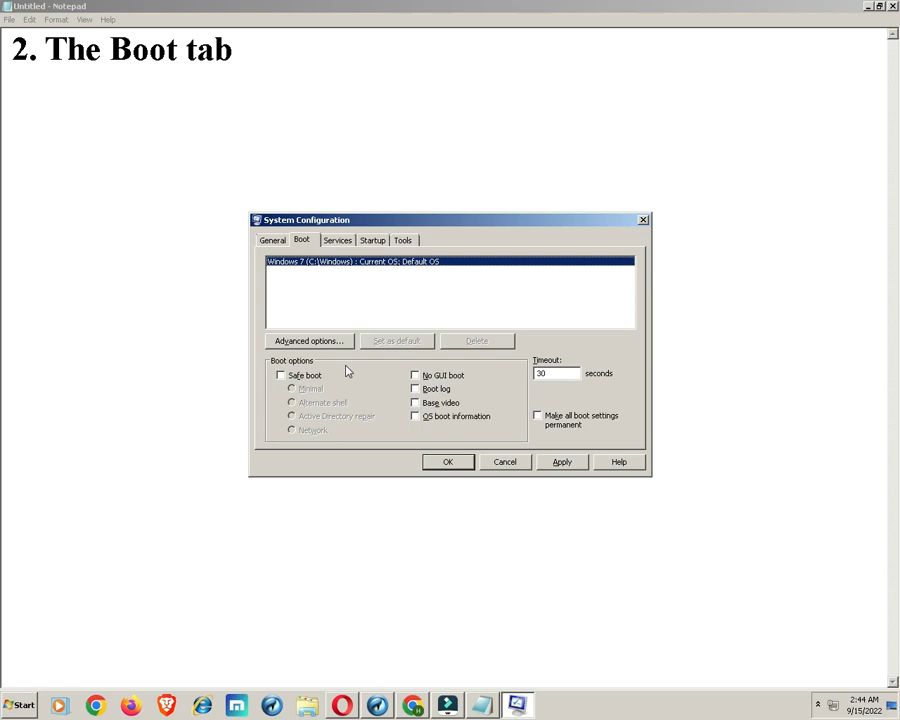 Untitled - Notepad
File Edit Format View Help
2. The Boot tab
System Configuration
General Boot Services Startup Tools
Windows 7 (C:\Windows) : Current OS; Default OS
Advanced options... Set as default Delete
Boot options
Timeout:
30 seconds
Safe boot
No GUI boot
Minimal
Boot log
Alternate shell
Base video
Active Directory repair
OS boot information
Network
Make all boot settings
permanent
OK Cancel Apply Help
Start
2:44 AM
9/15/2022